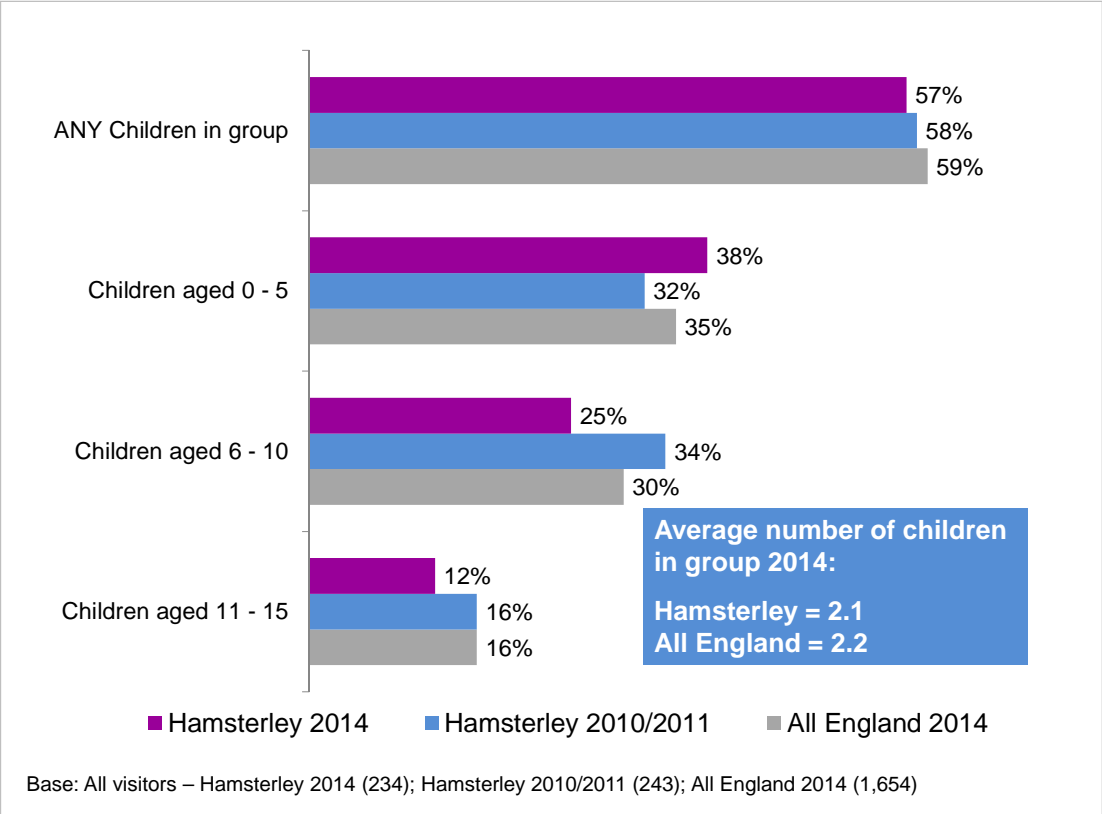 ANY Children in group
57%
58%
59%
Children aged 0 - 5
38%
32%
35%
Children aged 6 - 10
25%
34%
30%
Children aged 11 - 15
12%
16%
16%
Average number of children
in group 2014:
Hamsterley = 2.1
All England = 2.2
Hamsterley 2014
Hamsterley 2010/2011
All England 2014
Base: All visitors – Hamsterley 2014 (234); Hamsterley 2010/2011 (243); All England 2014 (1,654)